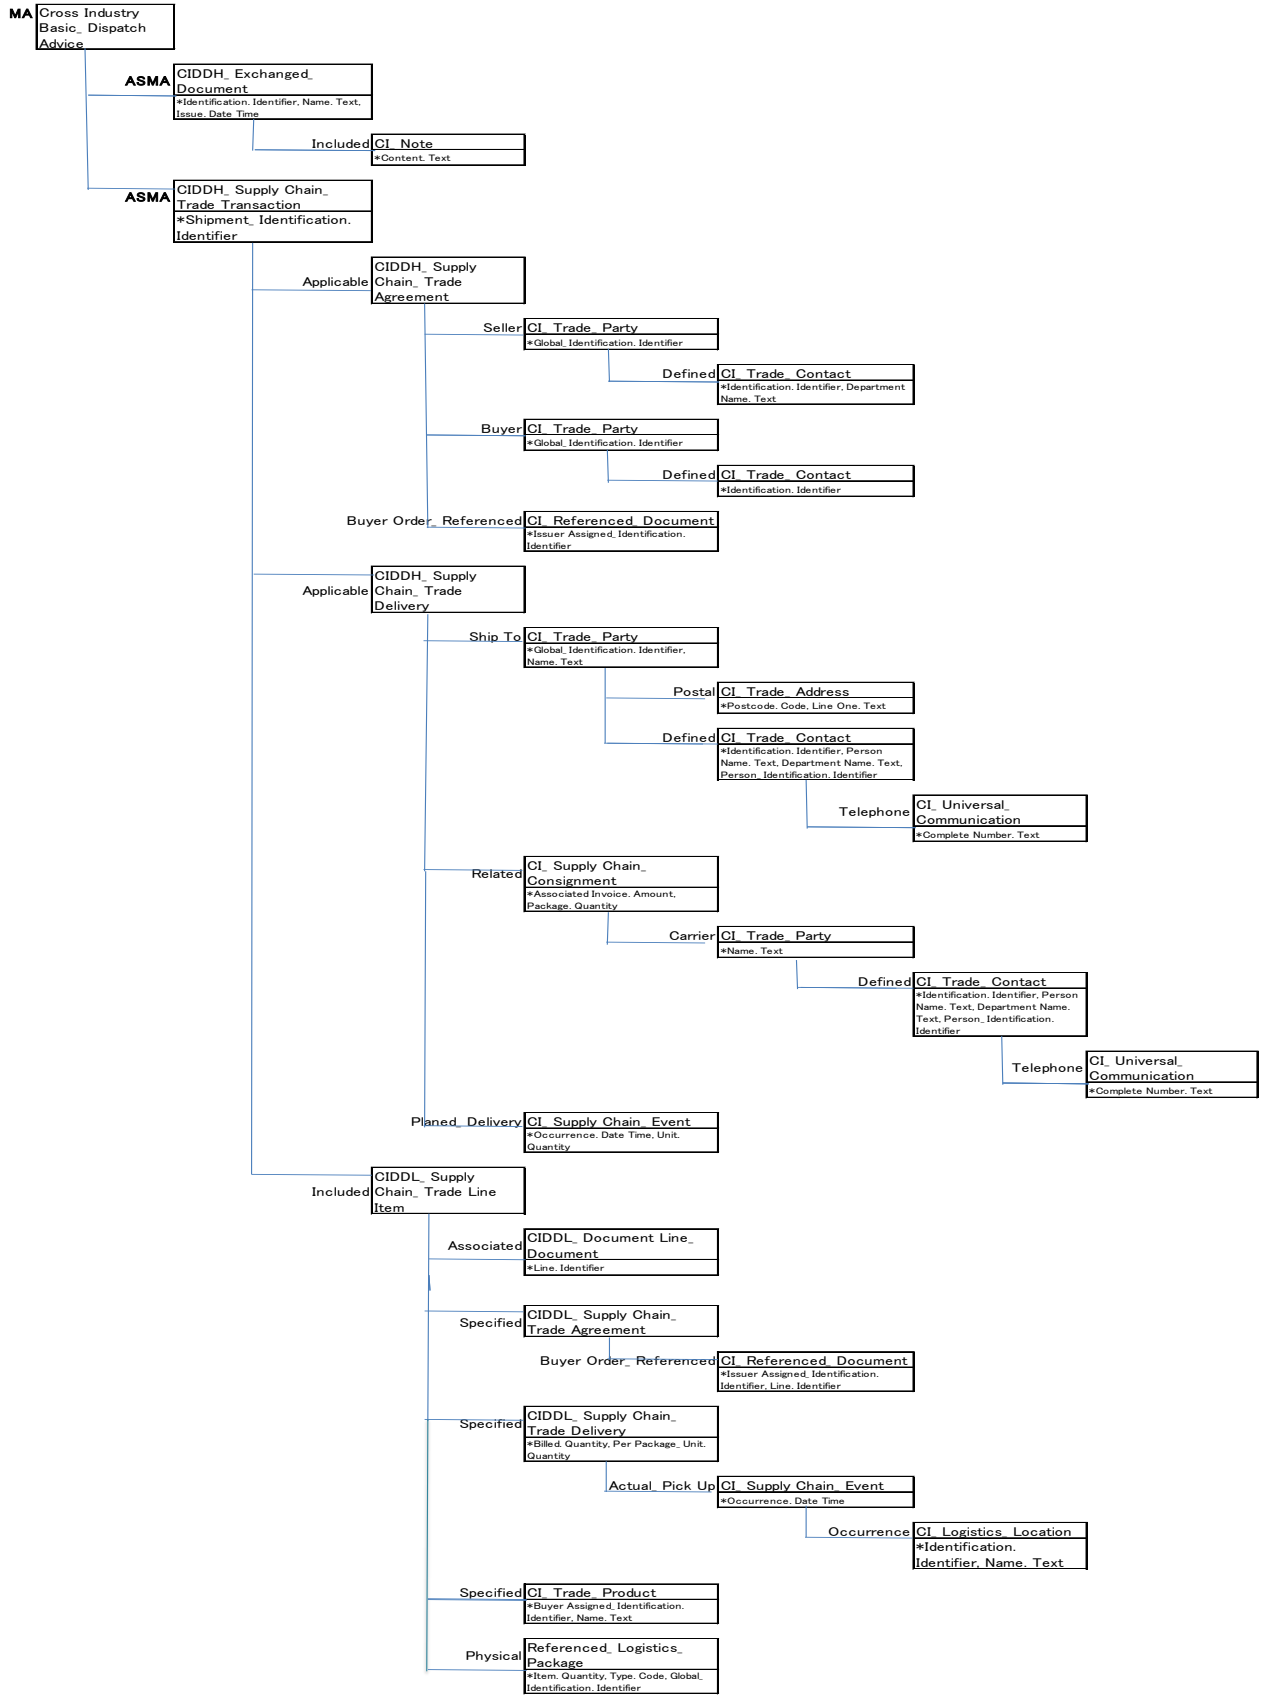 MA
Cross Industry
Basic_ Dispatch
Advice
ASMA
CIDDH_ Exchanged_
Document
*Identification. Identifier, Name. Text,
Issue. Date Time
Included
CI_ Note
*Content. Text
ASMA
CIDDH_ Supply Chain_
Trade Transaction
*Shipment_ Identification.
Identifier
Applicable
CIDDH_ Supply
Chain_ Trade
Agreement
Seller
CI_ Trade_ Party
*Global_ Identification. Identifier
Defined
CI_ Trade_ Contact
*Identification. Identifier, Department
Name. Text
Buyer
CI_ Trade_ Party
*Global_ Identification. Identifier
Defined
CI_ Trade_ Contact
*Identification. Identifier
Buyer Order_ Referenced
CI_ Referenced_ Document
*Issuer Assigned_ Identification.
Identifier
Applicable
CIDDH_ Supply
Chain_ Trade
Delivery
Ship To
CI_ Trade_ Party
*Global_ Identification. Identifier,
Name. Text
Postal
CI_ Trade_ Address
*Postcode. Code, Line One. Text
Defined
CI_ Trade_ Contact
*Identification. Identifier, Person
Name. Text, Department Name. Text,
Person_ Identification. Identifier
Telephone
CI_ Universal_
Communication
*Complete Number. Text
Related
CI_ Supply Chain_
Consignment
*Associated Invoice. Amount,
Package. Quantity
Carrier
CI_ Trade_ Party
*Name. Text
Defined
CI_ Trade_ Contact
*Identification. Identifier, Person
Name. Text, Department Name.
Text, Person_ Identification.
Identifier
Telephone
CI_ Universal_
Communication
*Complete Number. Text
Planed_ Delivery
CI_ Supply Chain_ Event
*Occurrence. Date Time, Unit.
Quantity
Included
CIDDL_ Supply
Chain_ Trade Line
Item
Associated
CIDDL_ Document Line_
Document
*Line. Identifier
Specified
CIDDL_ Supply Chain_
Trade Agreement
Buyer Order_ Referenced
CI_ Referenced_ Document
*Issuer Assigned_ Identification.
Identifier, Line. Identifier
Specified
CIDDL_ Supply Chain_
Trade Delivery
*Billed. Quantity, Per Package_ Unit.
Quantity
Actual_ Pick Up
CI_ Supply Chain_ Event
*Occurrence. Date Time
Occurrence
CI_ Logistics_ Location
*Identification.
Identifier, Name. Text
Specified
CI_ Trade_ Product
*Buyer Assigned_ Identification.
Identifier, Name. Text
Physical
Referenced_ Logistics_
Package
*Item. Quantity, Type. Code, Global_
Identification. Identifier